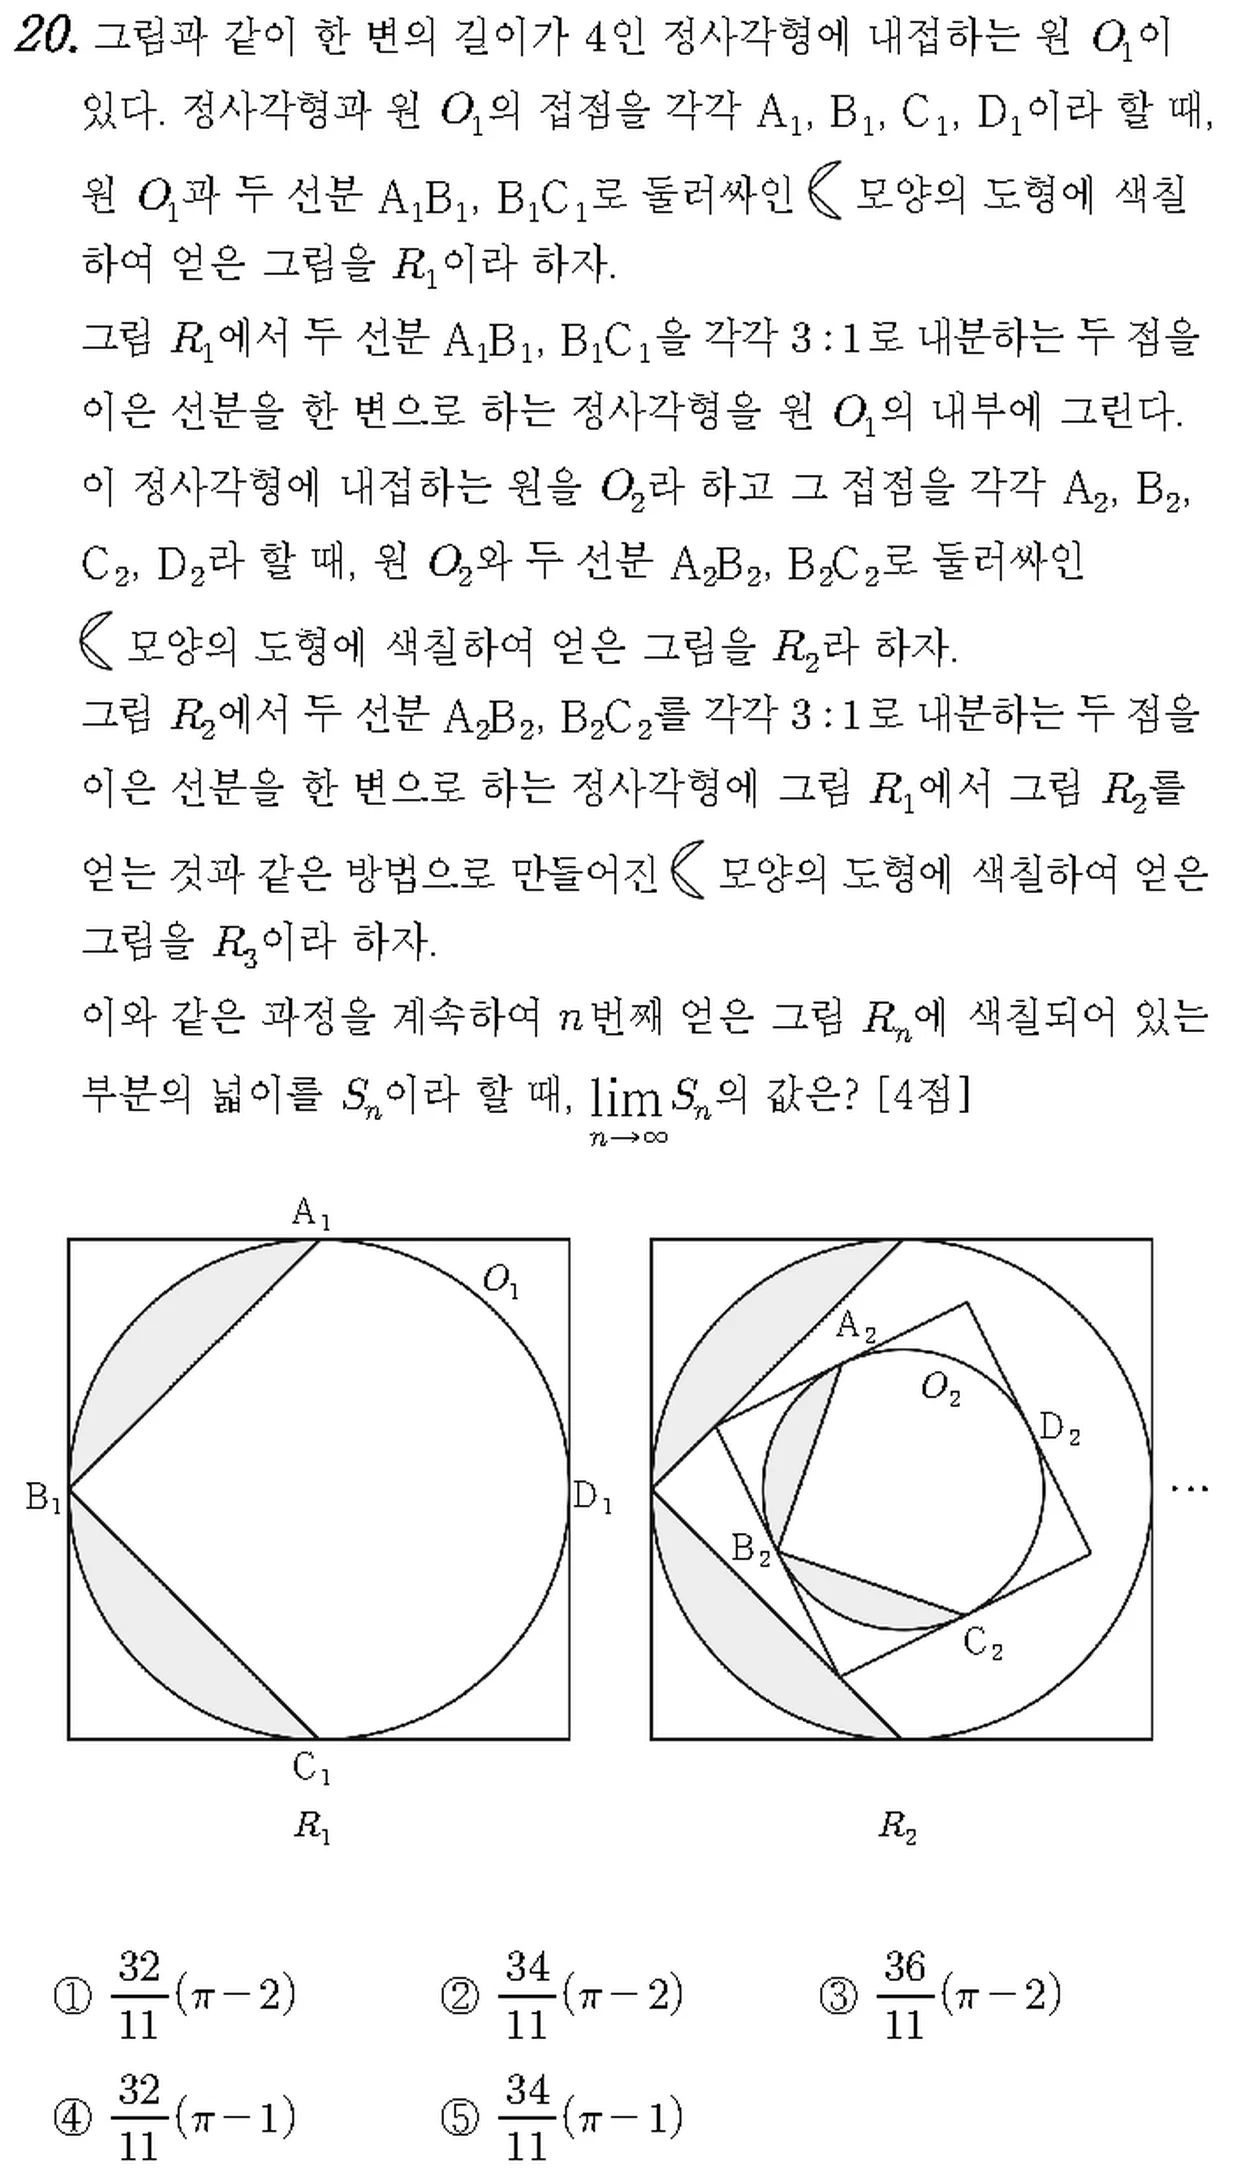 20. 그림과 같이 한 변의 길이가 4인 정사각형에 내접하는 원 O₁이
있다. 정사각형과 원 O₁의 접점을 각각 A₁, B₁, C₁, D₁이라 할 때,
원 O₁과 두 선분 A₁B₁, B₁C₁로 둘러싸인 모양의 도형에 색칠
하여 얻은 그림을 R₁이라 하자.
그림 R₁에서 두 선분 A₁B₁, B₁C₁을 각각 3:1로 내분하는 두 점을
이은 선분을 한 변으로 하는 정사각형을 원 O₁의 내부에 그린다.
이 정사각형에 내접하는 원을 O₂라 하고 그 접점을 각각 A₂, B₂,
C₂, D₂라 할 때, 원 O₂와 두 선분 A₂B₂, B₂C₂로 둘러싸인
모양의 도형에 색칠하여 얻은 그림을 R₂라 하자.
그림 R₂에서 두 선분 A₂B₂, B₂C₂를 각각 3:1로 내분하는 두 점을
이은 선분을 한 변으로 하는 정사각형에 그림 R₁에서 그림 R₂를
얻는 것과 같은 방법으로 만들어진 모양의 도형에 색칠하여 얻은
그림을 R₃이라 하자.
이와 같은 과정을 계속하여 n번째 얻은 그림 Rₙ에 색칠되어 있는
부분의 넓이를 Sₙ이라 할 때, lim Sₙ의 값은? [4점]
n→∞
A₁
O₁
B₁
D₁
C₁
R₁
A₂
O₂
D₂
B₂
C₂
R₂
⋯
① 32/11(π−2) ② 34/11(π−2) ③ 36/11(π−2)
④ 32/11(π−1) ⑤ 34/11(π−1)